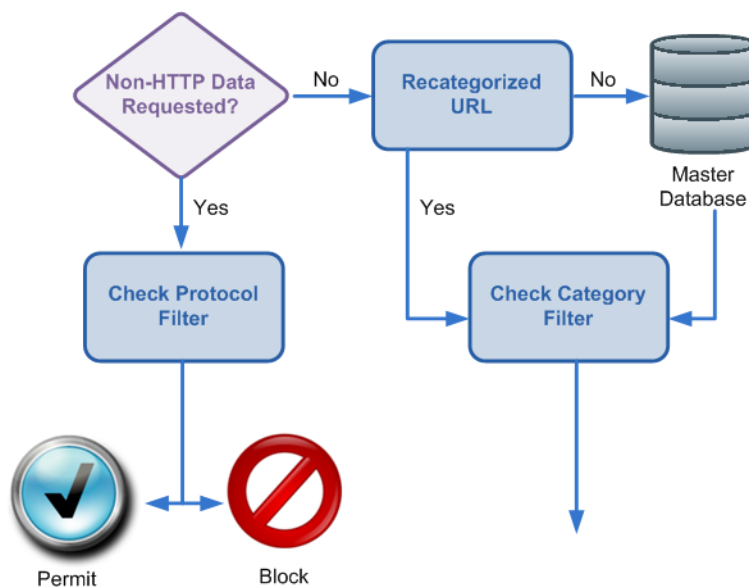 Non-HTTP Data
Requested?
No
Recategorized
URL
No
Master
Database
Yes
Yes
Check Protocol
Filter
Check Category
Filter
Permit
Block